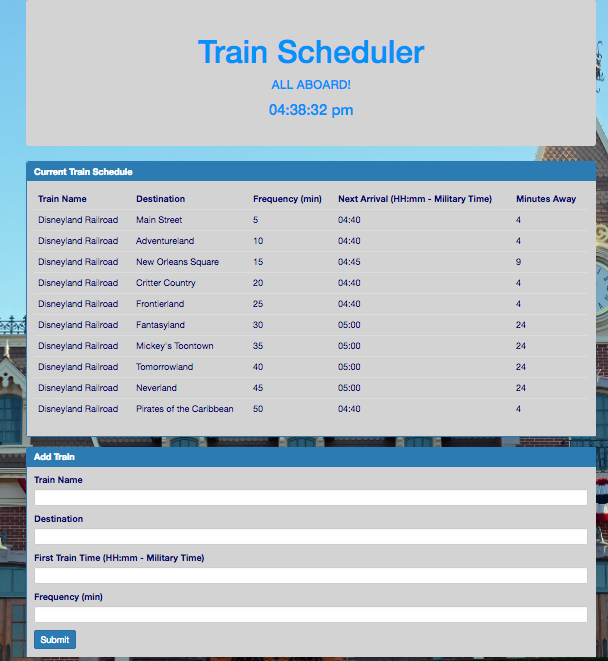 Train Scheduler
ALL ABOARD!
04:38:32 pm
Current Train Schedule
Train Name Destination Frequency (min) Next Arrival (HH:mm - Military Time) Minutes Away
Disneyland Railroad Main Street 5 04:40 4
Disneyland Railroad Adventureland 10 04:40 4
Disneyland Railroad New Orleans Square 15 04:45 9
Disneyland Railroad Critter Country 20 04:40 4
Disneyland Railroad Frontierland 25 04:40 4
Disneyland Railroad Fantasyland 30 05:00 24
Disneyland Railroad Mickey's Toontown 35 05:00 24
Disneyland Railroad Tomorrowland 40 05:00 24
Disneyland Railroad Neverland 45 05:00 24
Disneyland Railroad Pirates of the Caribbean 50 04:40 4
Add Train
Train Name
Destination
First Train Time (HH:mm - Military Time)
Frequency (min)
Submit